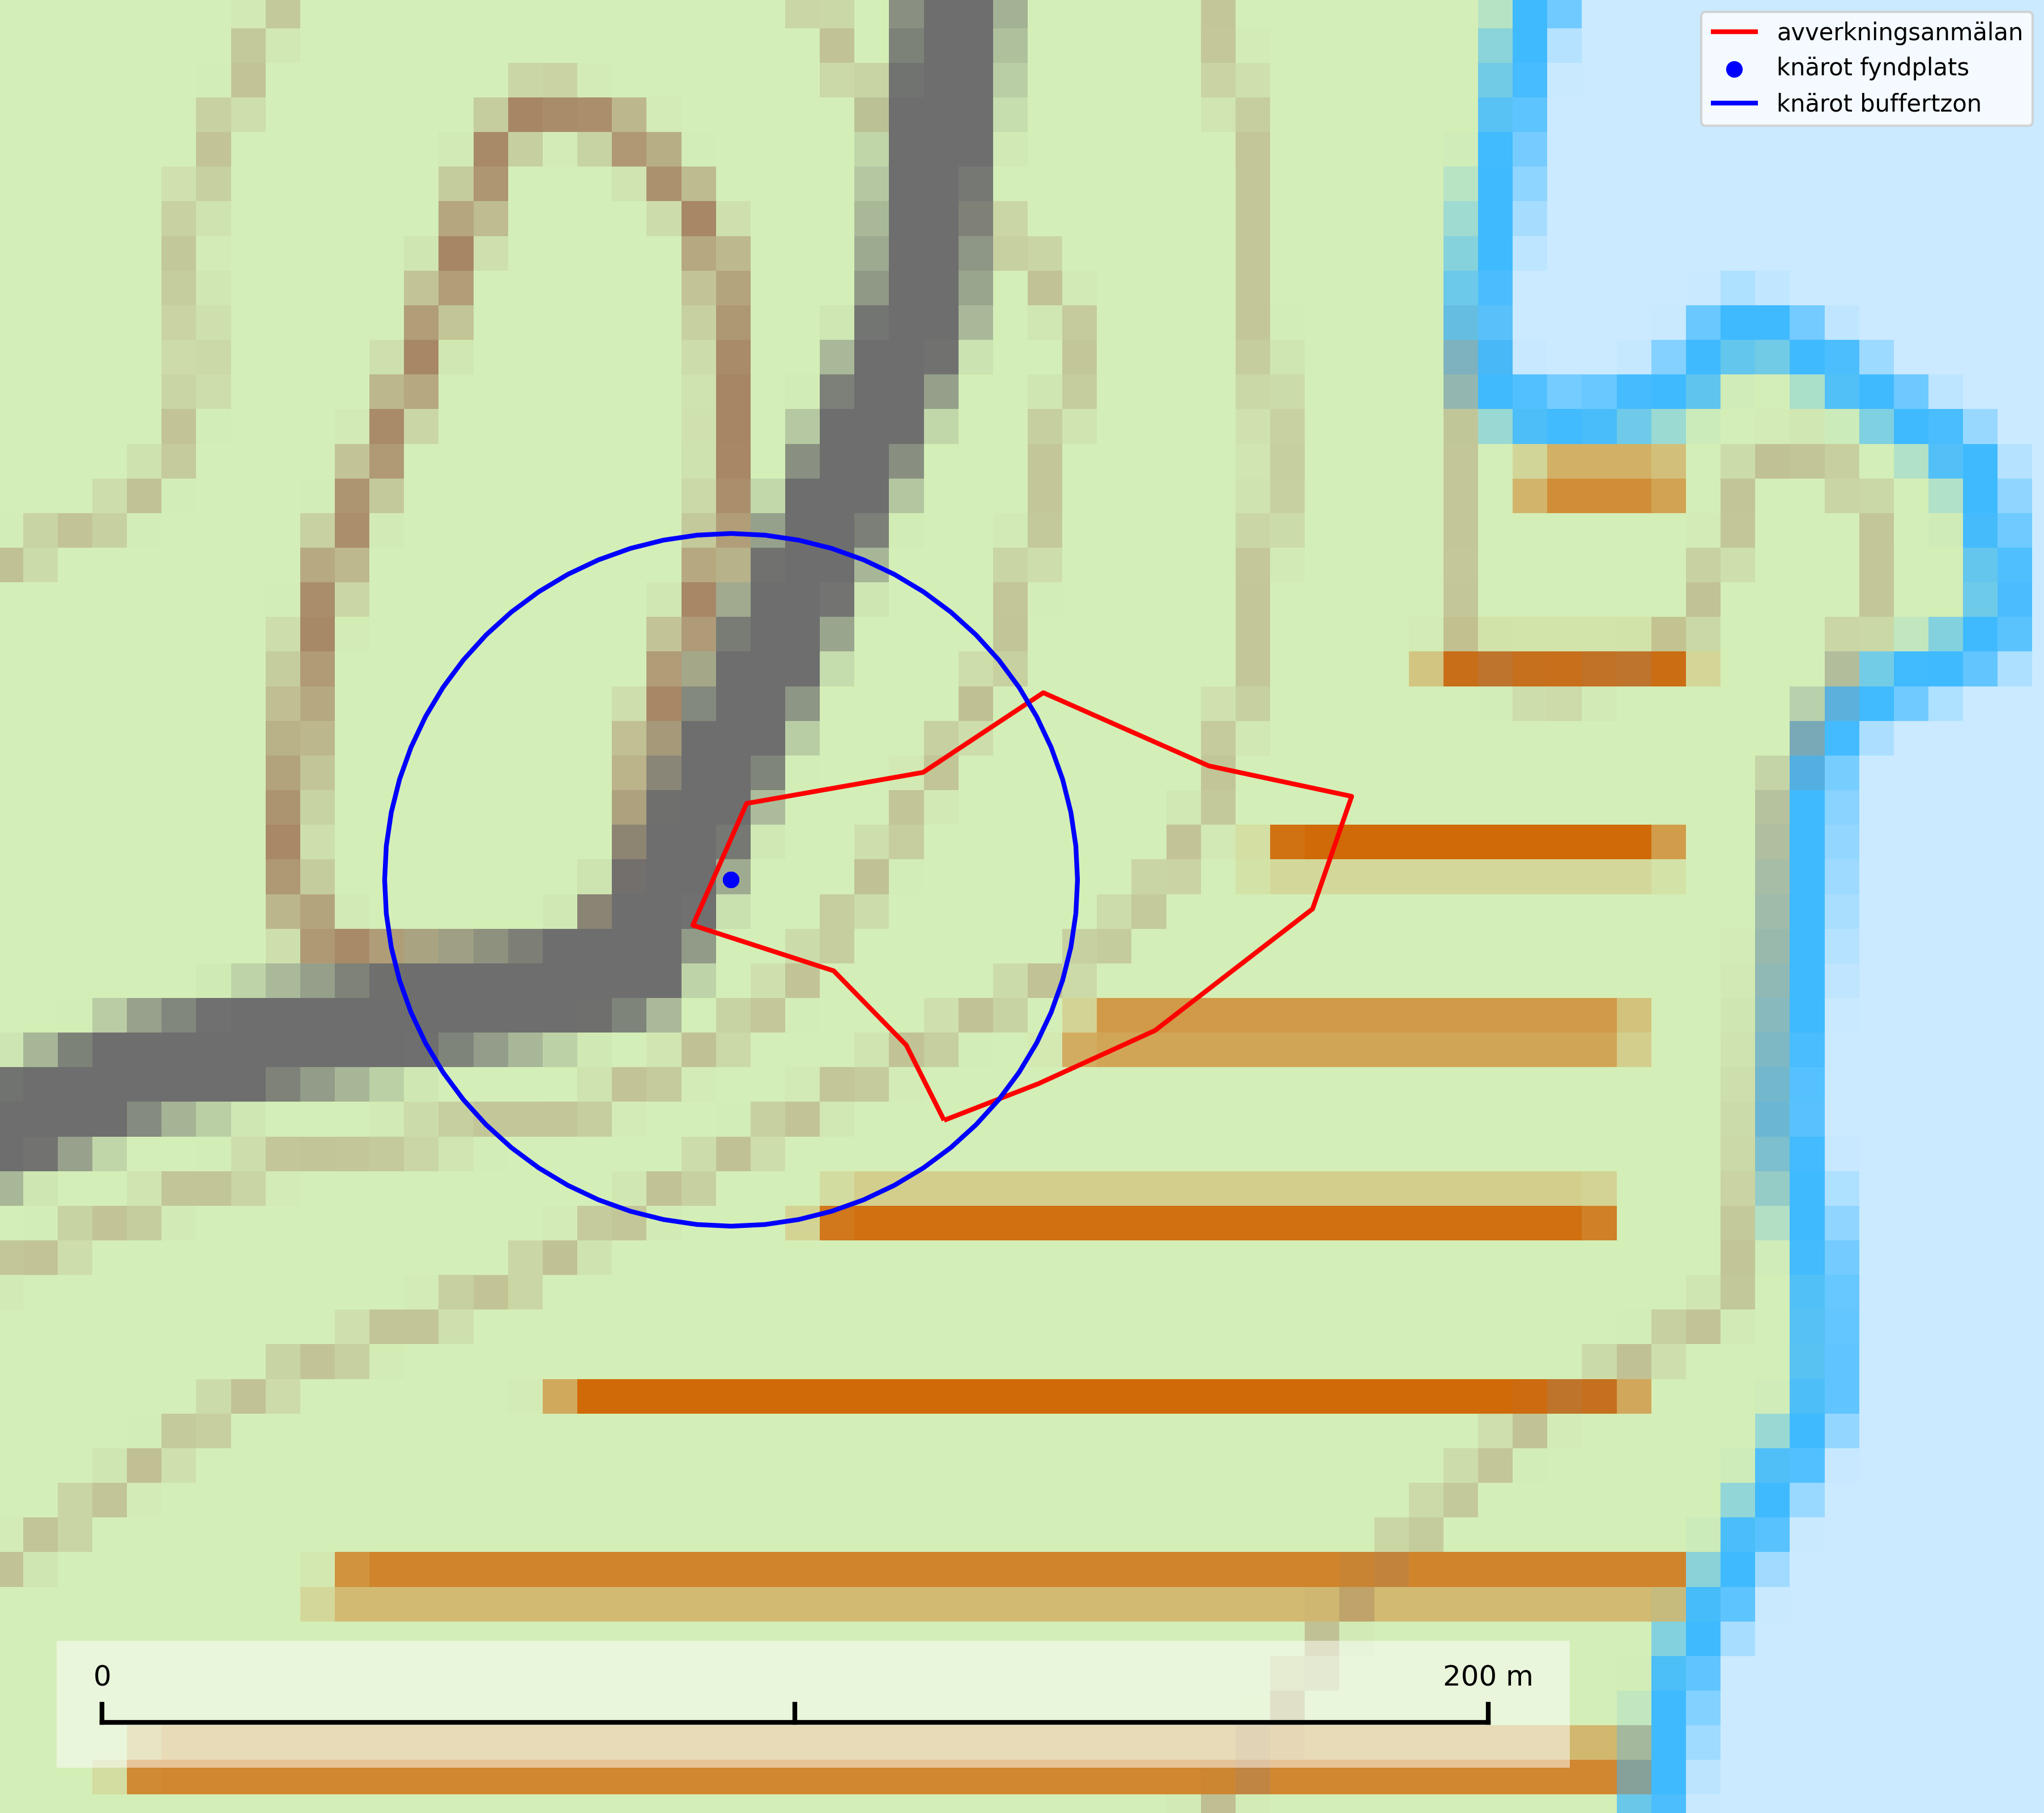 avverkningsanmälan
knärot fyndplats
knärot buffertzon
0 200 m